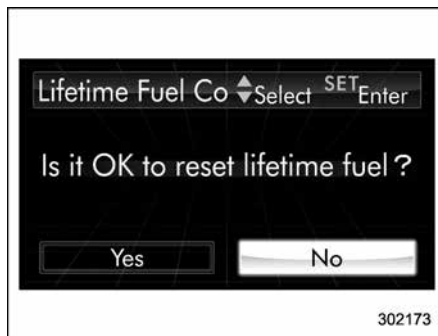 Lifetime Fuel Co Select SET Enter
Is it OK to reset lifetime fuel?
Yes No
302173